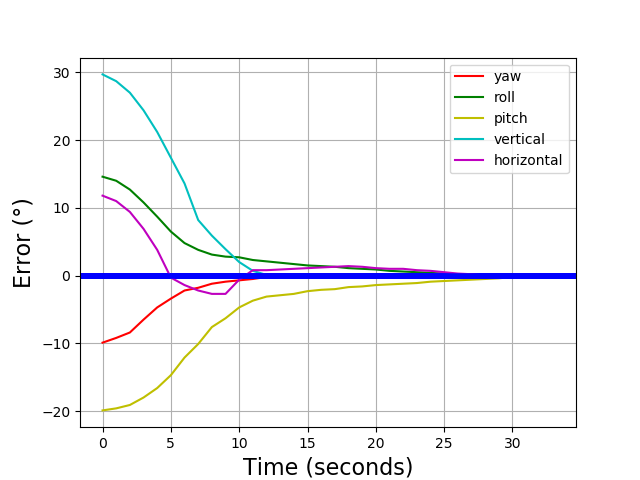 yaw
roll
pitch
vertical
horizontal
30
20
10
0
−10
−20
Error (°)
0 5 10 15 20 25 30
Time (seconds)